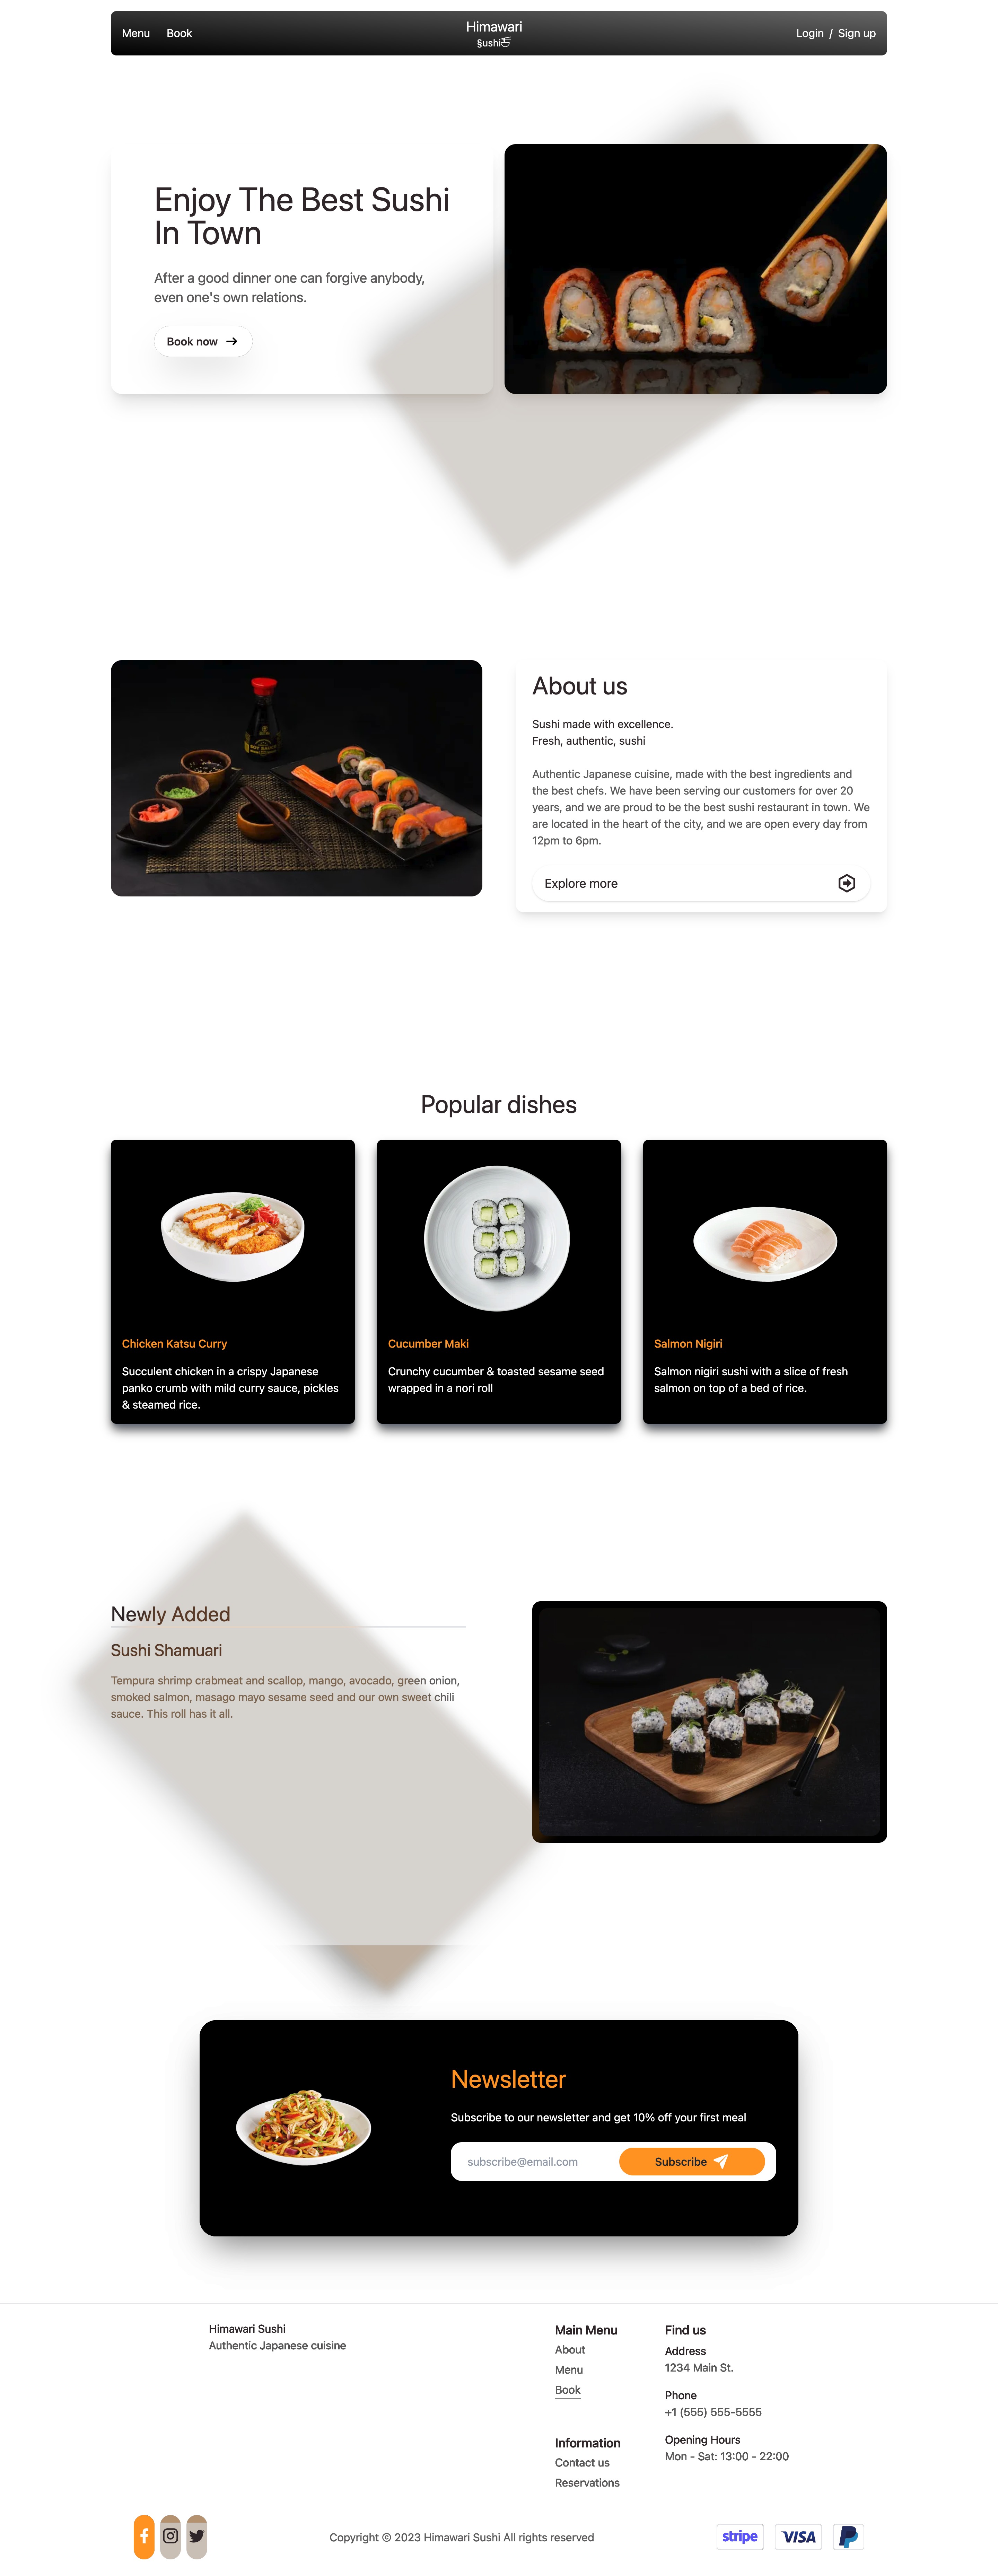 Menu
Book
Himawari
§ushi
Login / Sign up
Enjoy The Best Sushi
In Town
After a good dinner one can forgive anybody,
even one's own relations.
Book now
About us
Sushi made with excellence.
Fresh, authentic, sushi
Authentic Japanese cuisine, made with the best ingredients and
the best chefs. We have been serving our customers for over 20
years, and we are proud to be the best sushi restaurant in town. We
are located in the heart of the city, and we are open every day from
12pm to 6pm.
Explore more
Popular dishes
Chicken Katsu Curry
Succulent chicken in a crispy Japanese
panko crumb with mild curry sauce, pickles
& steamed rice.
Cucumber Maki
Crunchy cucumber & toasted sesame seed
wrapped in a nori roll
Salmon Nigiri
Salmon nigiri sushi with a slice of fresh
salmon on top of a bed of rice.
Newly Added
Sushi Shamuari
Tempura shrimp crabmeat and scallop, mango, avocado, green onion,
smoked salmon, masago mayo sesame seed and our own sweet chili
sauce. This roll has it all.
Newsletter
Subscribe to our newsletter and get 10% off your first meal
subscribe@email.com
Subscribe
Himawari Sushi
Authentic Japanese cuisine
Main Menu
About
Menu
Book
Information
Contact us
Reservations
Find us
Address
1234 Main St.
Phone
+1 (555) 555-5555
Opening Hours
Mon - Sat: 13:00 - 22:00
Copyright © 2023 Himawari Sushi All rights reserved
stripe
VISA